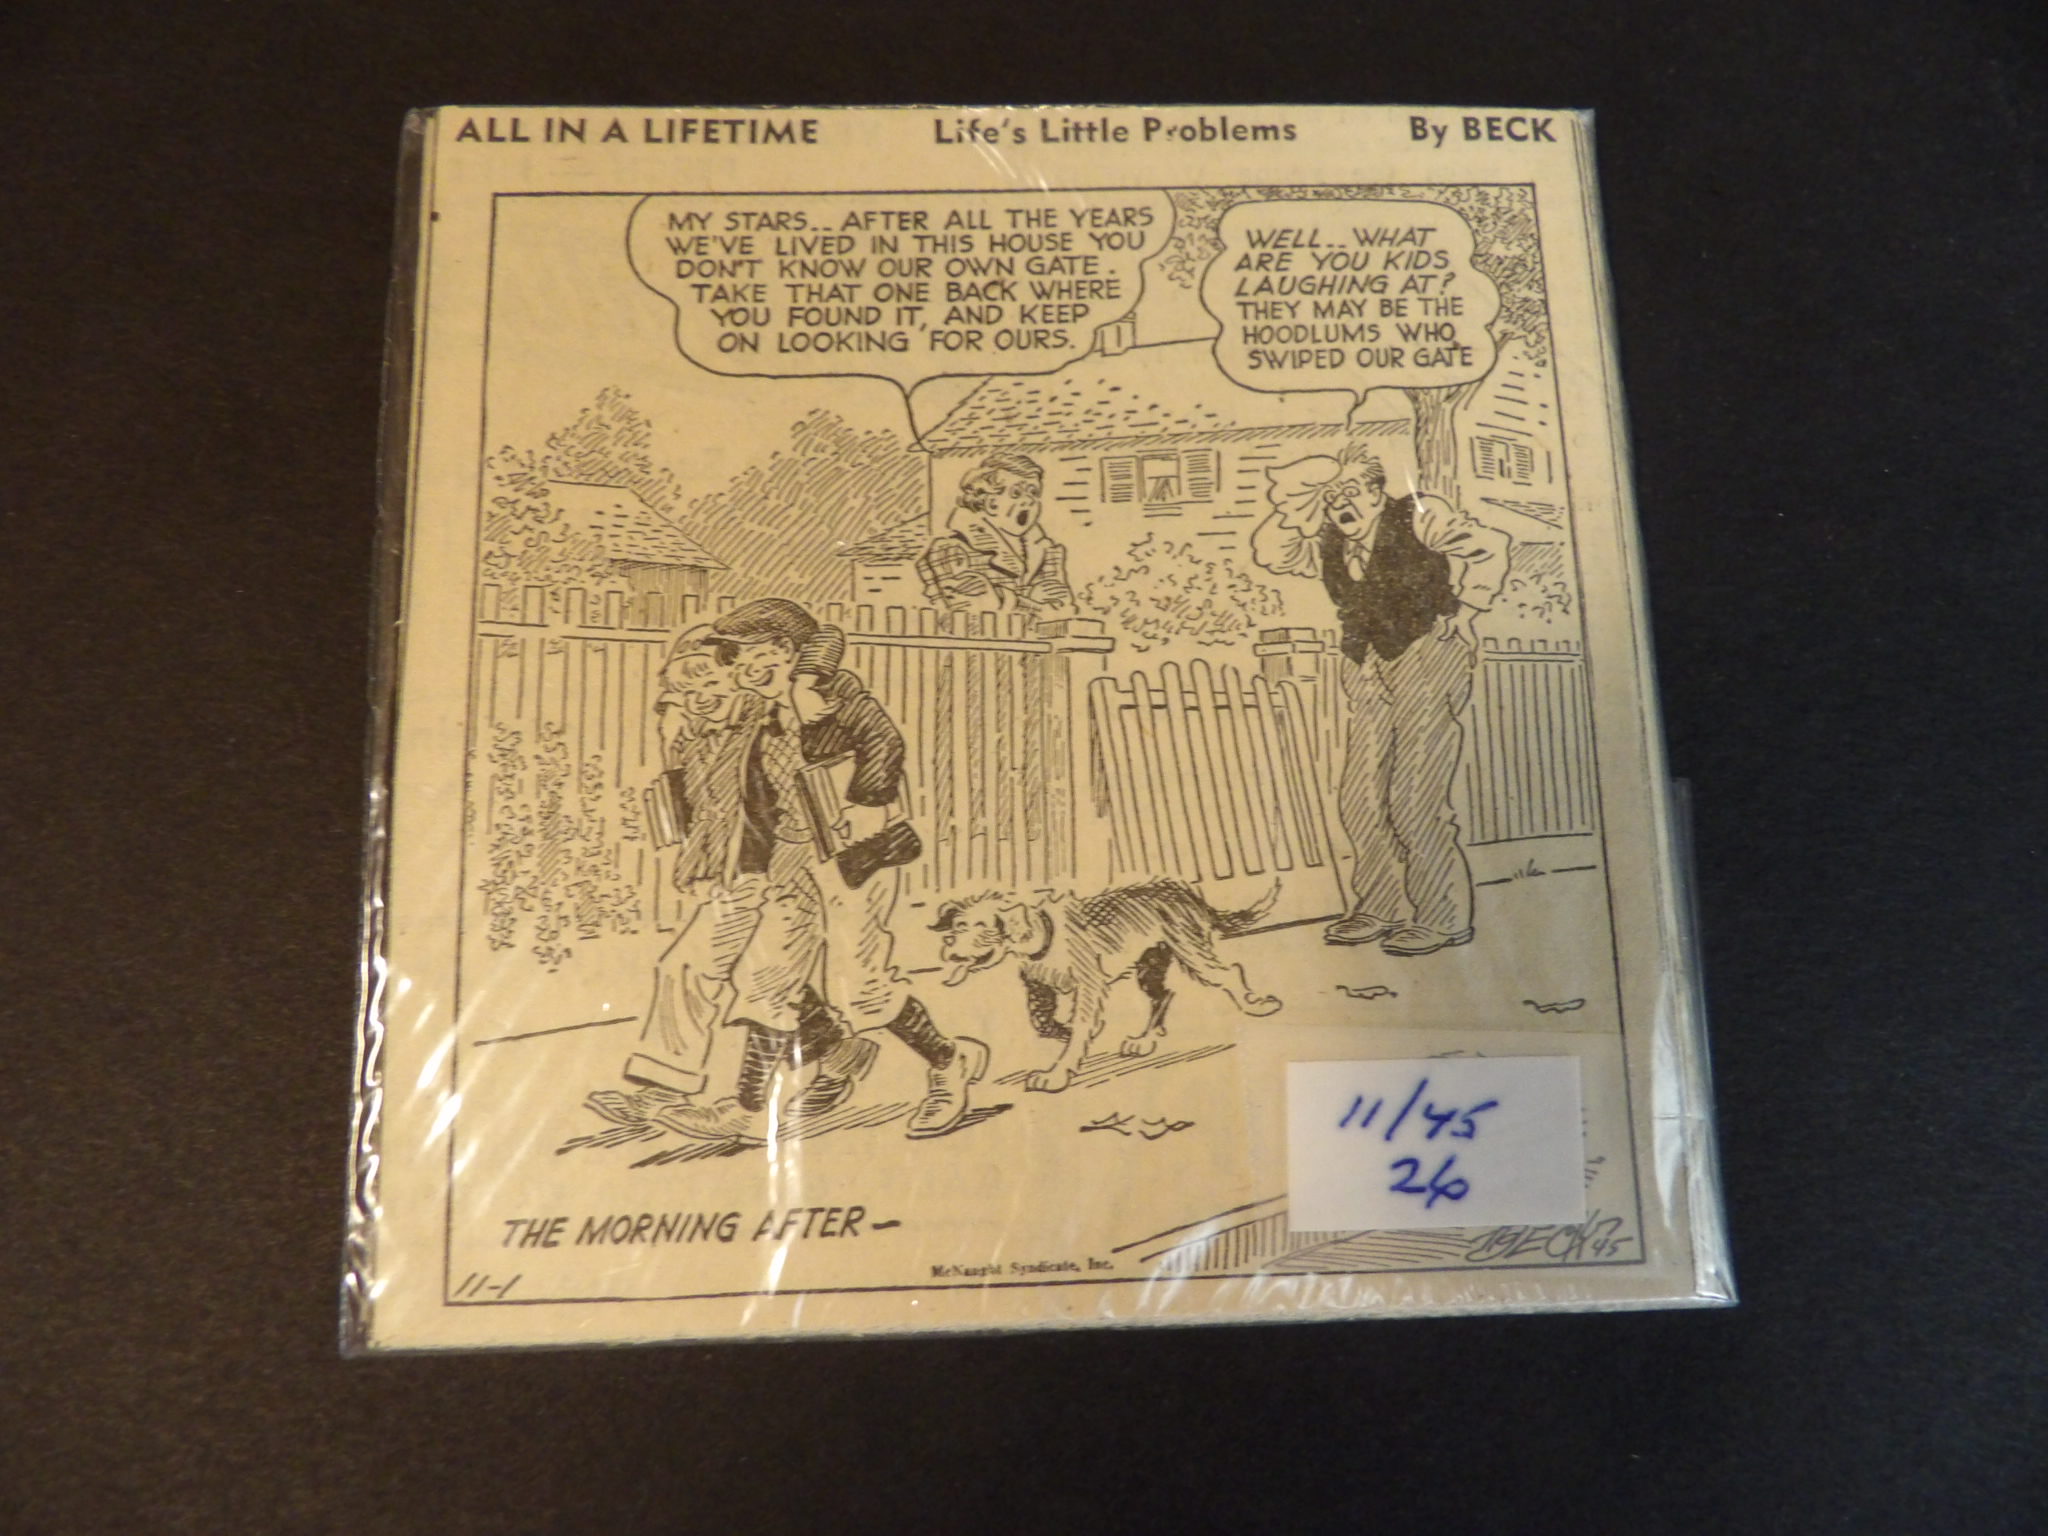 ALL IN A LIFETIME Life's Little Problems By BECK
MY STARS.. AFTER ALL THE YEARS
WE'VE LIVED IN THIS HOUSE YOU
DON'T KNOW OUR OWN GATE.
TAKE THAT ONE BACK WHERE
YOU FOUND IT, AND KEEP
ON LOOKING FOR OURS.
WELL.. WHAT
ARE YOU KIDS
LAUGHING AT?
THEY MAY BE THE
HOODLUMS WHO
SWIPED OUR GATE
11/45
26
THE MORNING AFTER—
BECK 45
McNaught Syndicate, Inc.
11-1